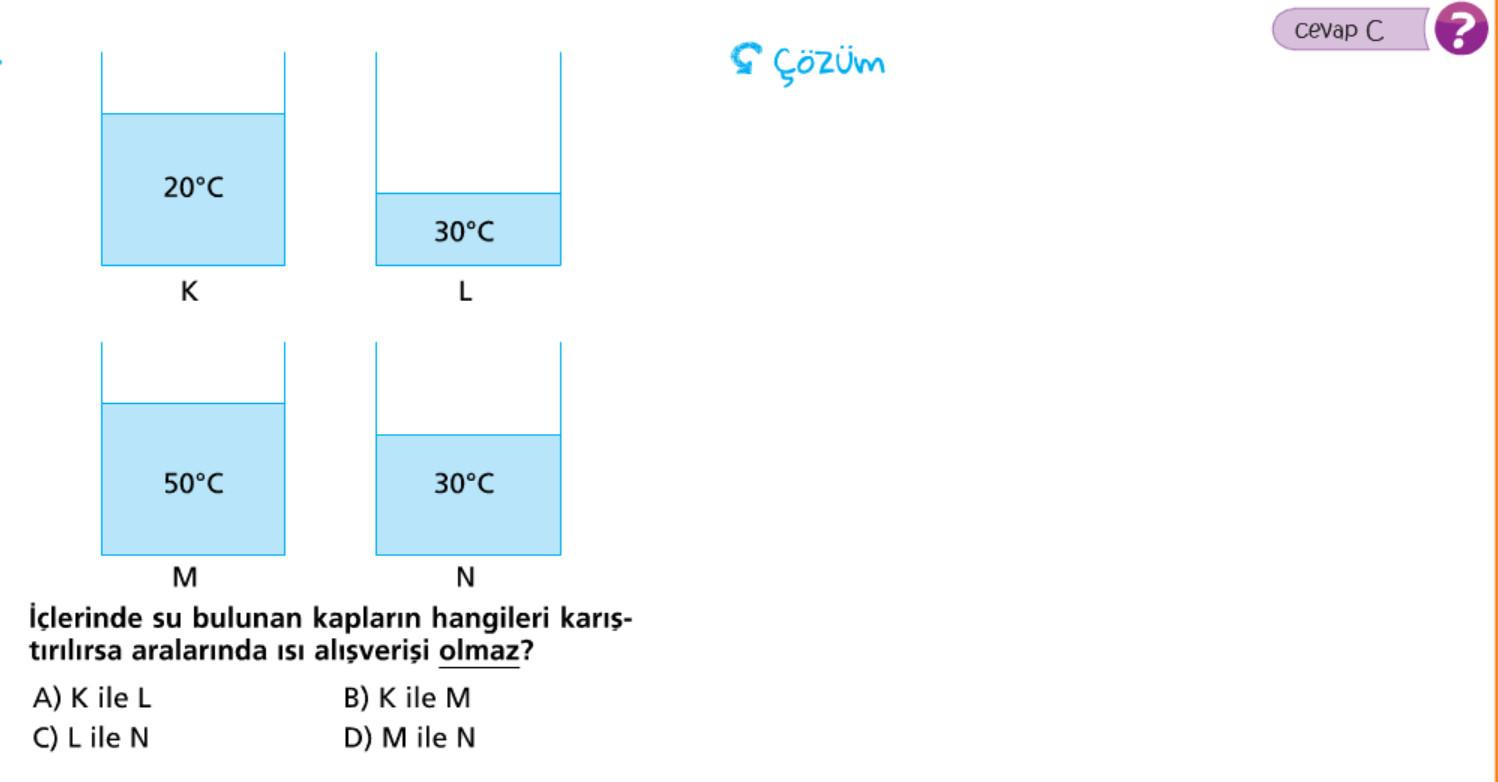 cevap C
?
Çözüm
20°C
30°C
K
L
50°C
30°C
M
N
İçlerinde su bulunan kapların hangileri karış-
tırılırsa aralarında ısı alışverişi olmaz?
A) K ile L
B) K ile M
C) L ile N
D) M ile N